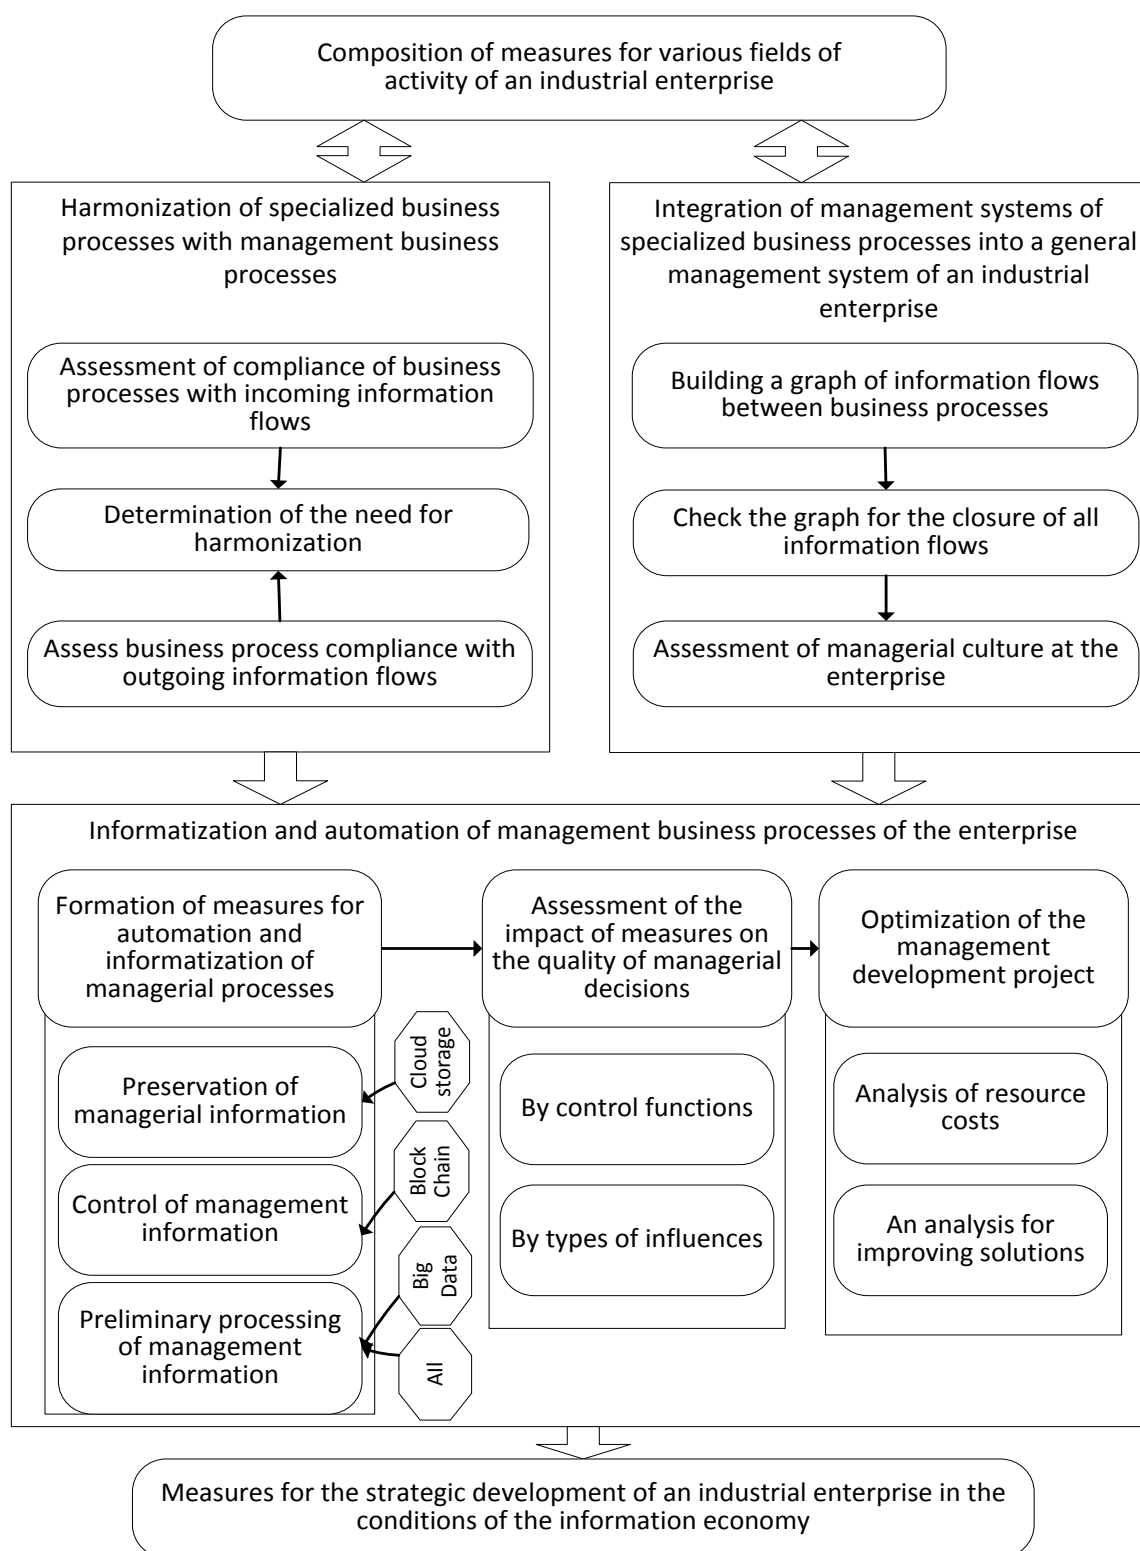 Composition of measures for various fields of
activity of an industrial enterprise
Harmonization of specialized business
processes with management business
processes
Assessment of compliance of business
processes with incoming information
flows
Determination of the need for
harmonization
Assess business process compliance with
outgoing information flows
Integration of management systems of
specialized business processes into a general
management system of an industrial
enterprise
Building a graph of information flows
between business processes
Check the graph for the closure of all
information flows
Assessment of managerial culture at the
enterprise
Informatization and automation of management business processes of the enterprise
Formation of measures for
automation and
informatization of
managerial processes
Preservation of
managerial information
Control of management
information
Preliminary processing
of management
information
Cloud
storage
Block
Chain
Big
Data
All
Assessment of the
impact of measures on
the quality of managerial
decisions
By control functions
By types of influences
Optimization of the
management
development project
Analysis of resource
costs
An analysis for
improving solutions
Measures for the strategic development of an industrial enterprise in the
conditions of the information economy